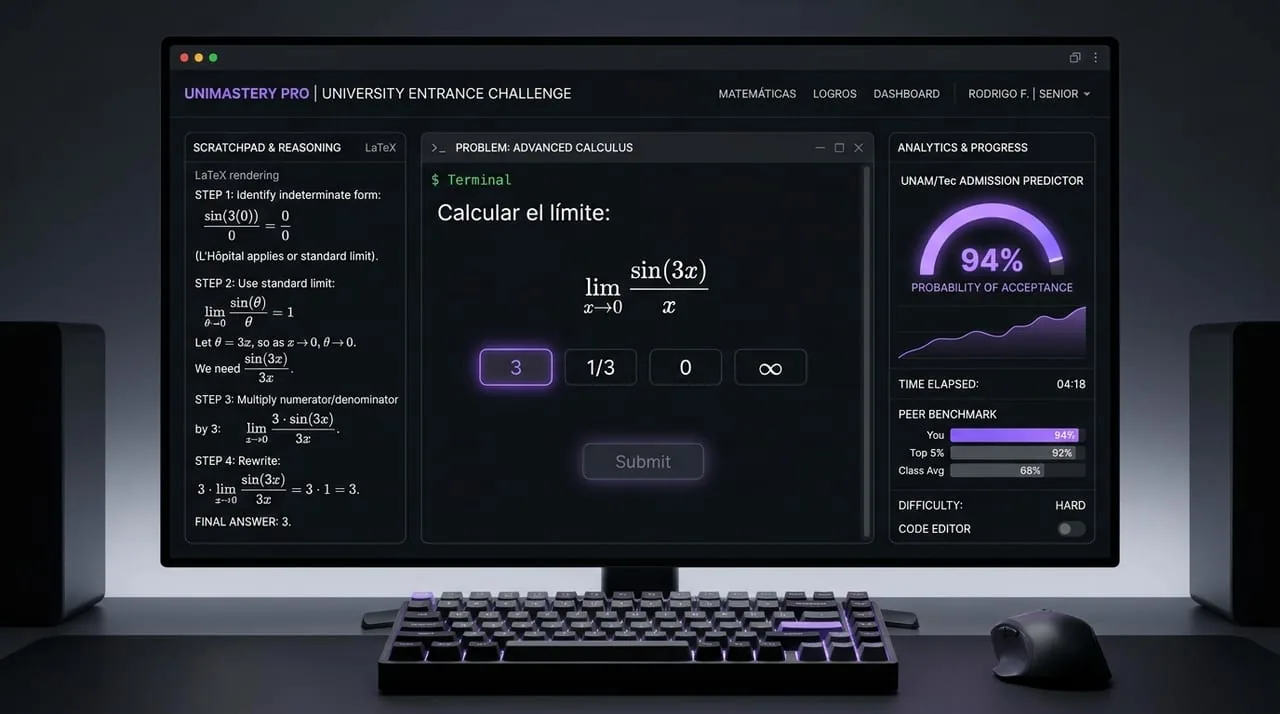 UNIMASTERY PRO | UNIVERSITY ENTRANCE CHALLENGE
MATEMÁTICAS LOGROS DASHBOARD RODRIGO F. | SENIOR
SCRATCHPAD & REASONING LaTeX
LaTeX rendering
STEP 1: Identify indeterminate form:
sin(3(0))/0 = 0/0
(L'Hôpital applies or standard limit).
STEP 2: Use standard limit:
lim θ→0 sin(θ)/θ = 1
Let θ = 3x, so as x→0, θ→0.
We need sin(3x)/3x.
STEP 3: Multiply numerator/denominator
by 3: lim x→0 3 · sin(3x)/3x.
STEP 4: Rewrite:
3 · lim x→0 sin(3x)/3x = 3 · 1 = 3.
FINAL ANSWER: 3.
>_ PROBLEM: ADVANCED CALCULUS
$ Terminal
Calcular el límite:
lim x→0 sin(3x)/x
3 1/3 0 ∞
Submit
ANALYTICS & PROGRESS
UNAM/Tec ADMISSION PREDICTOR
94%
PROBABILITY OF ACCEPTANCE
TIME ELAPSED: 04:18
PEER BENCHMARK
You 94%
Top 5% 92%
Class Avg 68%
DIFFICULTY: HARD
CODE EDITOR